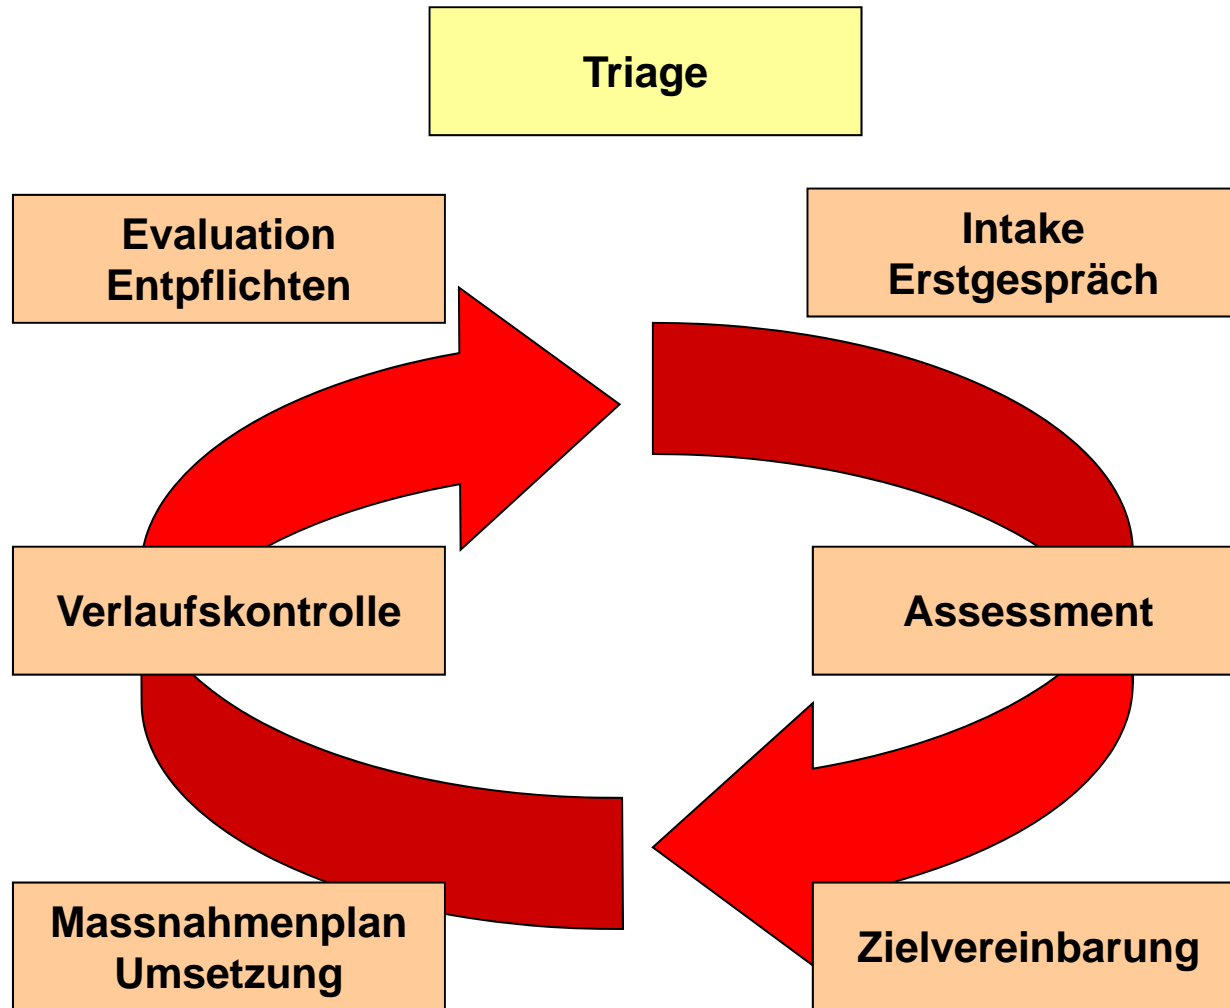 Triage
Evaluation
Entpflichten
Intake
Erstgespräch
Verlaufskontrolle
Assessment
Massnahmenplan
Umsetzung
Zielvereinbarung